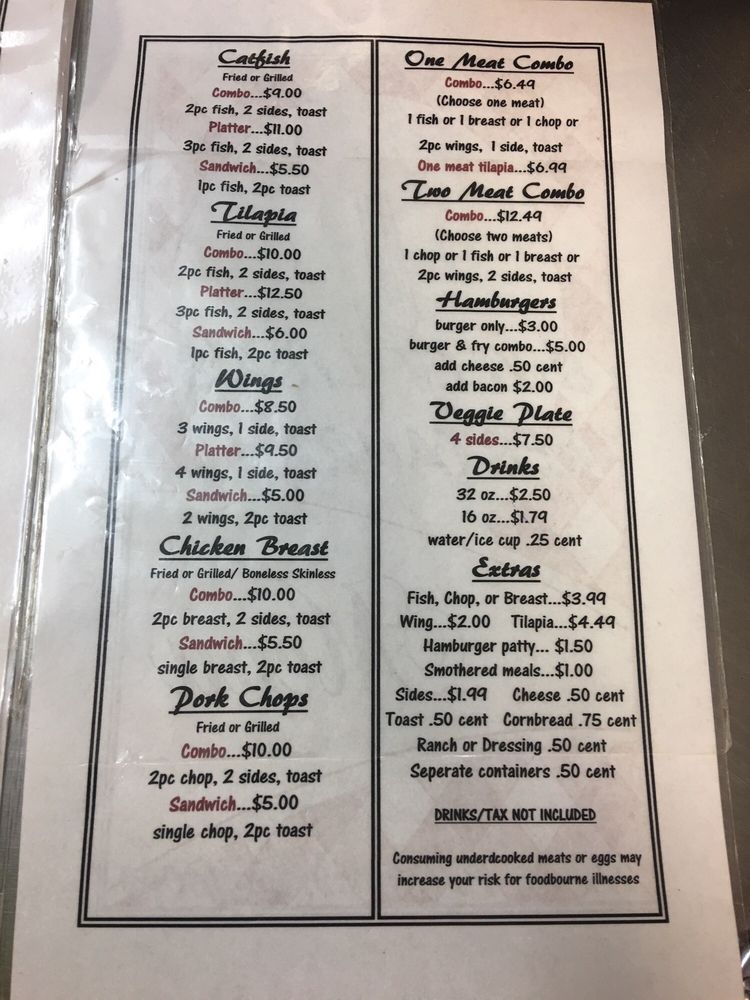 Catfish
Fried or Grilled
Combo...$9.00
2pc fish, 2 sides, toast
Platter...$11.00
3pc fish, 2 sides, toast
Sandwich...$5.50
1pc fish, 2pc toast
Tilapia
Fried or Grilled
Combo...$10.00
2pc fish, 2 sides, toast
Platter...$12.50
3pc fish, 2 sides, toast
Sandwich...$6.00
1pc fish, 2pc toast
Wings
Combo...$8.50
3 wings, 1 side, toast
Platter...$9.50
4 wings, 1 side, toast
Sandwich...$5.00
2 wings, 2pc toast
Chicken Breast
Fried or Grilled/ Boneless Skinless
Combo...$10.00
2pc breast, 2 sides, toast
Sandwich...$5.50
single breast, 2pc toast
Pork Chops
Fried or Grilled
Combo...$10.00
2pc chop, 2 sides, toast
Sandwich...$5.00
single chop, 2pc toast
One Meat Combo
Combo...$6.49
(Choose one meat)
1 fish or 1 breast or 1 chop or
2pc wings, 1 side, toast
One meat tilapia...$6.99
Two Meat Combo
Combo...$12.49
(Choose two meats)
1 chop or 1 fish or 1 breast or
2pc wings, 2 sides, toast
Hamburgers
burger only...$3.00
burger & fry combo...$5.00
add cheese .50 cent
add bacon $2.00
Veggie Plate
4 sides...$7.50
Drinks
32 oz...$2.50
16 oz...$1.79
water/ice cup .25 cent
Extras
Fish, Chop, or Breast...$3.99
Wing...$2.00 Tilapia...$4.49
Hamburger patty... $1.50
Smothered meals...$1.00
Sides...$1.99 Cheese .50 cent
Toast .50 cent Cornbread .75 cent
Ranch or Dressing .50 cent
Seperate containers .50 cent
DRINKS/TAX NOT INCLUDED
Consuming underdcooked meats or eggs may
increase your risk for foodbourne illnesses